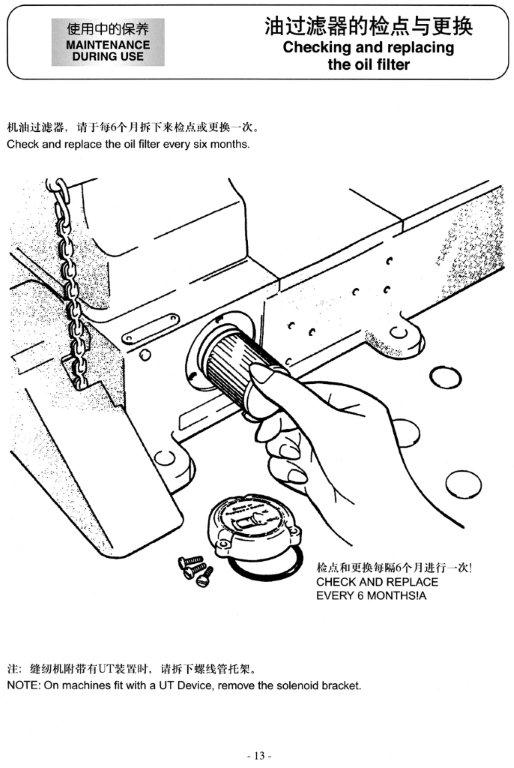 使用中的保养
MAINTENANCE
DURING USE
油过滤器的检点与更换
Checking and replacing
the oil filter
机油过滤器，请于每6个月拆下来检点或更换一次。
Check and replace the oil filter every six months.
检点和更换每隔6个月进行一次!
CHECK AND REPLACE
EVERY 6 MONTHS!A
注：缝纫机附带有UT装置时，请拆下螺线管托架。
NOTE: On machines fit with a UT Device, remove the solenoid bracket.
- 13 -